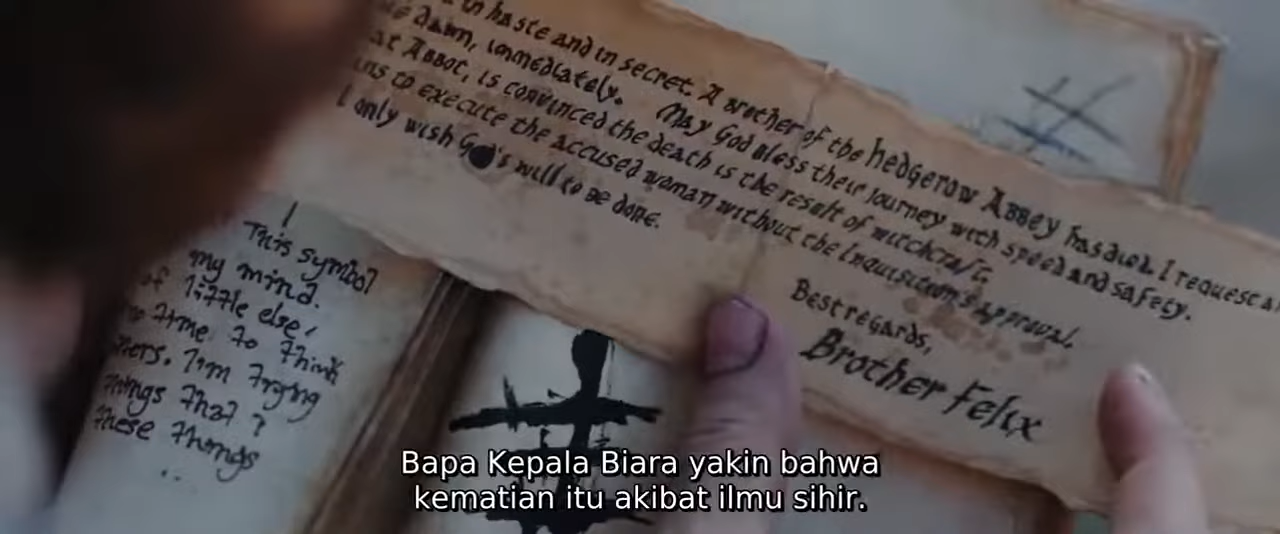 in haste and in secret. A Brother of the hedgerow Abbey has died. I request
dawn, immediately. May God bless their journey with speed and safety.
at Abbot, is convinced the death is the result of witchcraft.
to execute the accused woman without the Inquisition's approval.
I only wish God's will to be done.
Best regards,
Brother Felix
This symbol
my mind.
of little else,
time to think
I'm trying
things that ?
these things
Bapa Kepala Biara yakin bahwa
kematian itu akibat ilmu sihir.